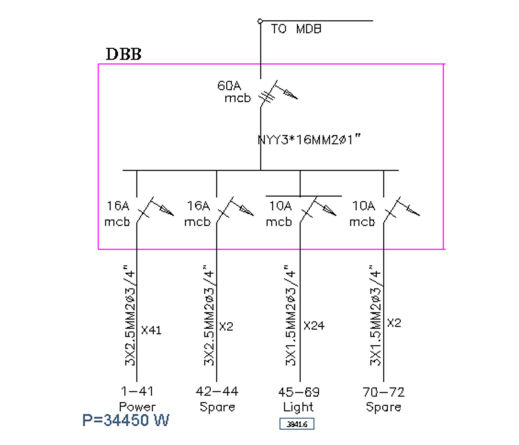 TO MDB
DBB
60A
mcb
NYY3*16MM2ø1"
16A
mcb
16A
mcb
10A
mcb
10A
mcb
3X2.5MM2ø3/4"
X41
3X2.5MM2ø3/4"
X2
3X1.5MM2ø3/4"
X24
3X1.5MM2ø3/4"
X2
1-41
Power
42-44
Spare
45-69
Light
70-72
Spare
P=34450 W
3841.6